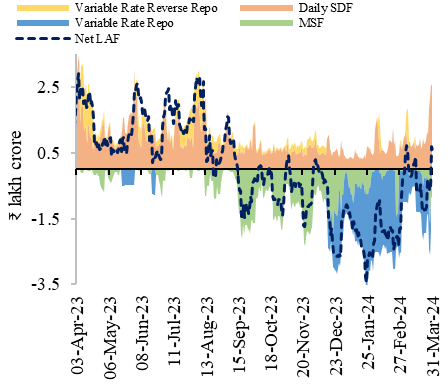 Variable Rate Reverse Repo Daily SDF
Variable Rate Repo MSF
Net LAF
₹ lakh crore
2.5
0.5
-1.5
-3.5
03-Apr-23
06-May-23
08-Jun-23
11-Jul-23
13-Aug-23
15-Sep-23
18-Oct-23
20-Nov-23
23-Dec-23
25-Jan-24
27-Feb-24
31-Mar-24